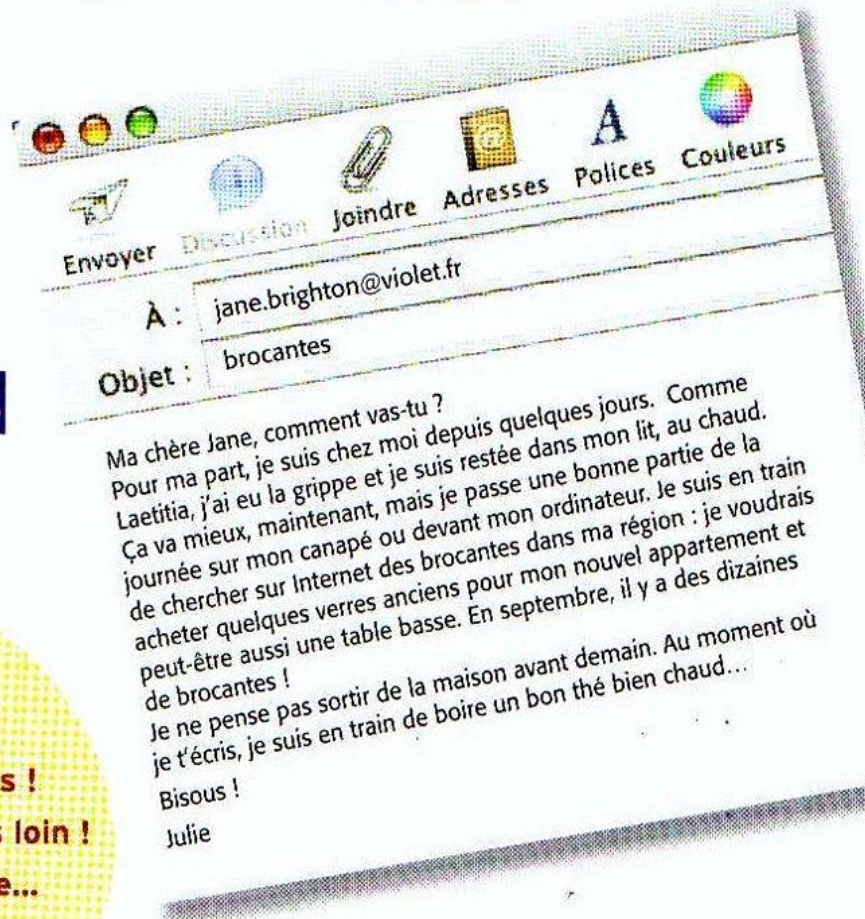 Envoyer Discussion Joindre Adresses Polices Couleurs
À : jane.brighton@violet.fr
Objet : brocantes
Ma chère Jane, comment vas-tu ?
Pour ma part, je suis chez moi depuis quelques jours. Comme
Laetitia, j'ai eu la grippe et je suis restée dans mon lit, au chaud.
Ça va mieux, maintenant, mais je passe une bonne partie de la
journée sur mon canapé ou devant mon ordinateur. Je suis en train
de chercher sur Internet des brocantes dans ma région : je voudrais
acheter quelques verres anciens pour mon nouvel appartement et
peut-être aussi une table basse. En septembre, il y a des dizaines
de brocantes !
Je ne pense pas sortir de la maison avant demain. Au moment où
je t'écris, je suis en train de boire un bon thé bien chaud...
Bisous !
Julie
s !
loin !
e...